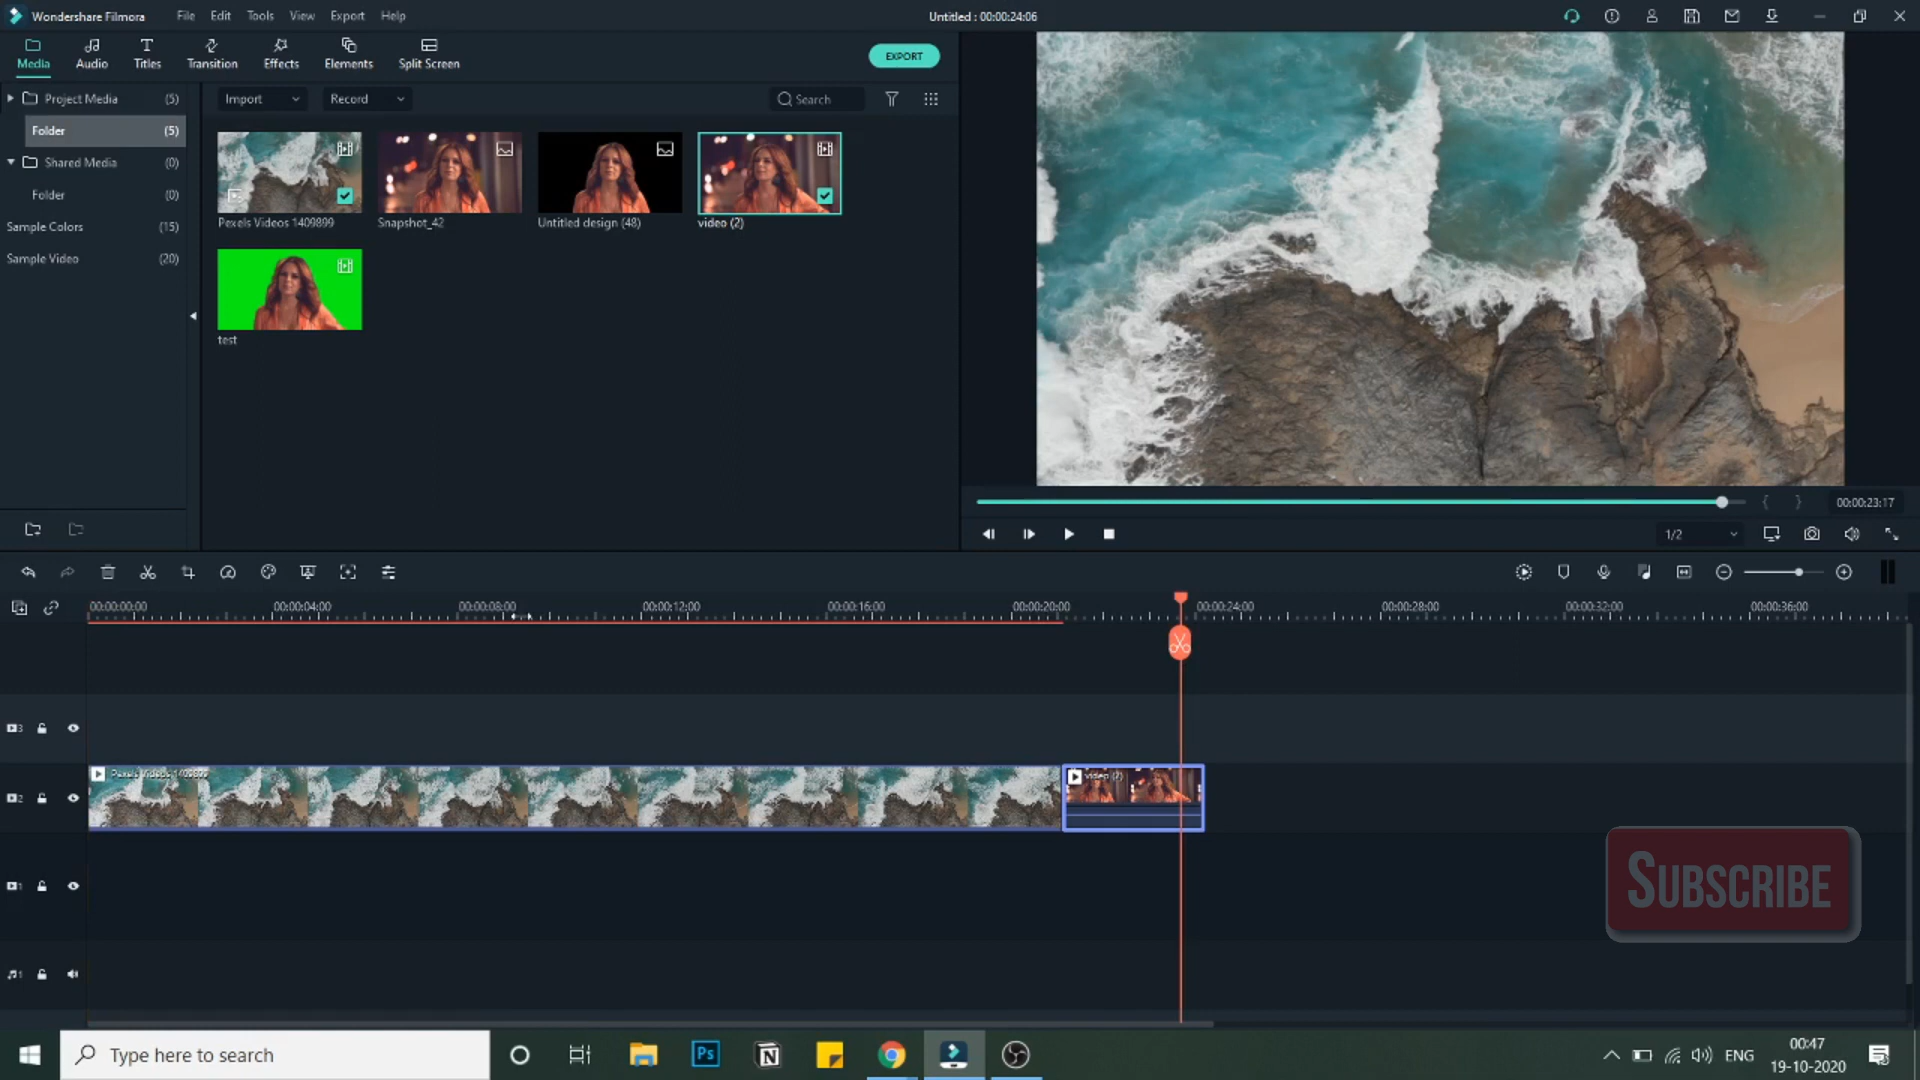 Wondershare Filmora File Edit Tools View Export Help Untitled : 00:00:24:06
Media Audio Titles Transition Effects Elements Split Screen EXPORT
Project Media (5) Import Record Search
Folder (5)
Shared Media (0)
Folder (0)
Sample Colors (15)
Sample Video (20)
Pexels Videos 1409899 Snapshot_42 Untitled design (48) video (2)
test
00:00:23:17
1/2
00:00:00:00 00:00:04:00 00:00:08:00 00:00:12:00 00:00:16:00 00:00:20:00 00:00:24:00 00:00:28:00 00:00:32:00 00:00:36:00
3
2 Pexels Videos 1409899 video (2)
1
SUBSCRIBE
1
Type here to search Ps N ENG 00:47
19-10-2020